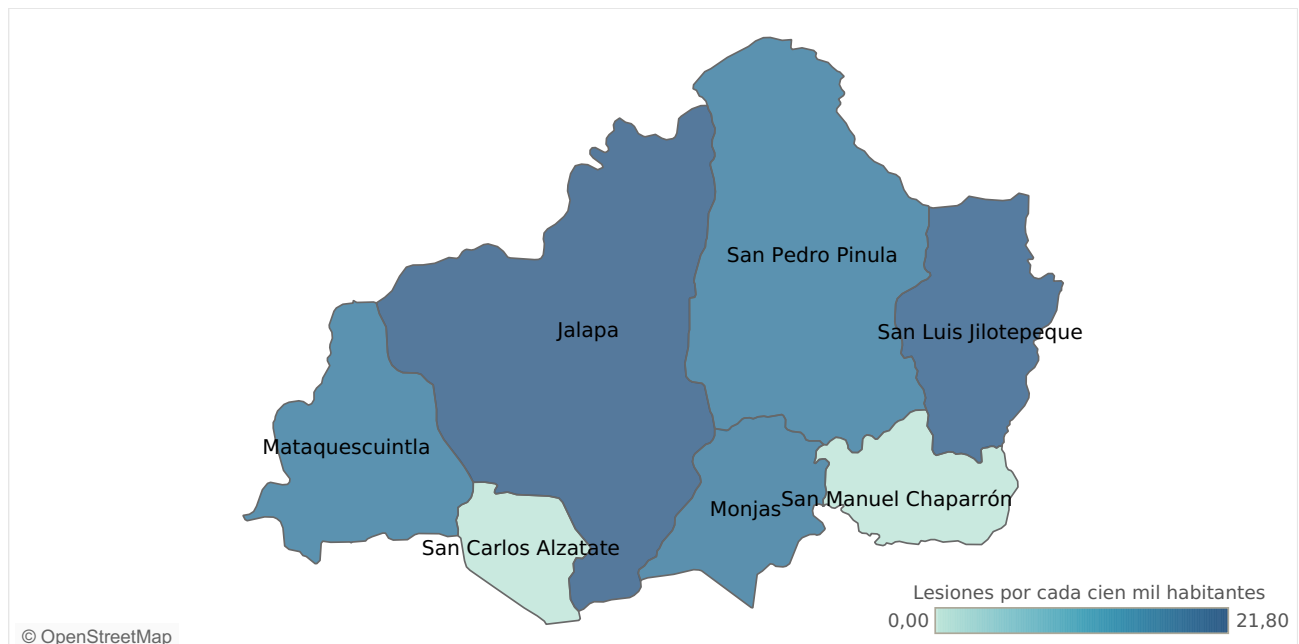 San Pedro Pinula
Jalapa
San Luis Jilotepeque
Mataquescuintla
San Manuel Chaparrón
Monjas
San Carlos Alzatate
Lesiones por cada cien mil habitantes
0,00 21,80
© OpenStreetMap